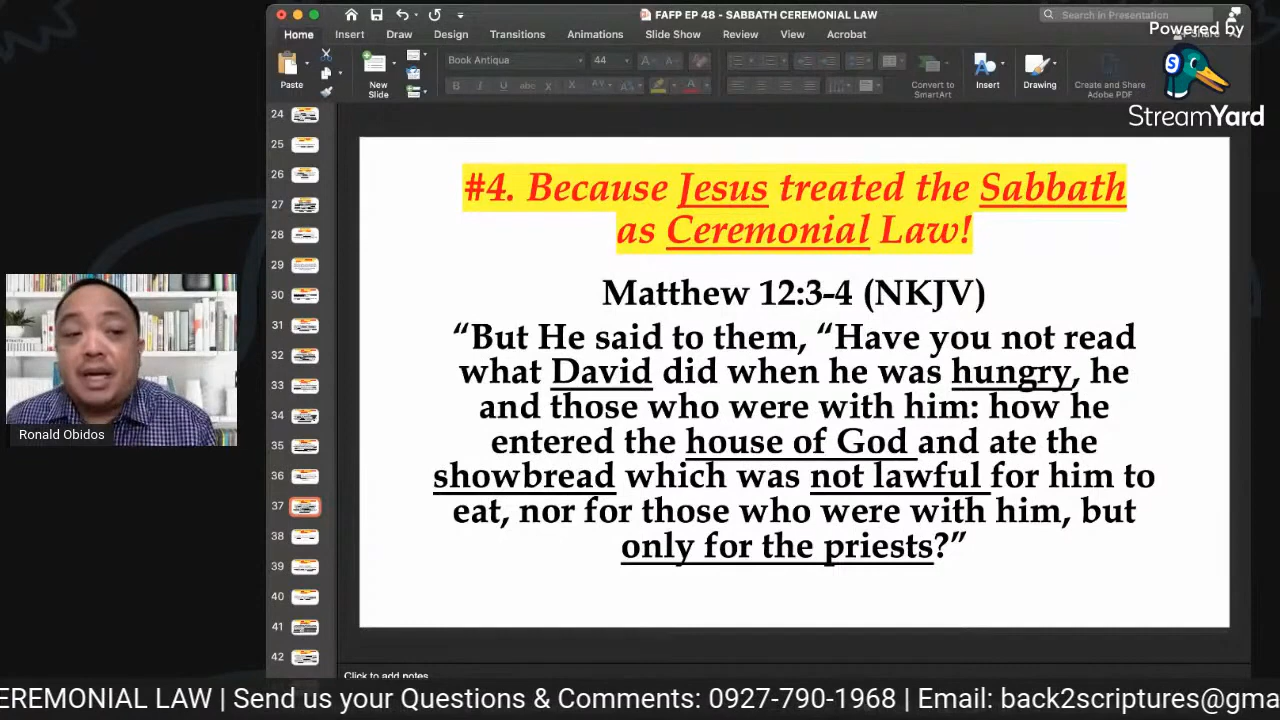 FAFP EP 48 - SABBATH CEREMONIAL LAW
Search in Presentation
Powered by
StreamYard
Home Insert Draw Design Transitions Animations Slide Show Review View Acrobat Share
Paste
New
Slide
Book Antiqua
44
Convert to
SmartArt
Insert
Drawing
Create and Share
Adobe PDF
24
25
26
27
28
29
30
31
32
33
34
35
36
37
38
39
40
41
42
#4. Because Jesus treated the Sabbath
as Ceremonial Law!
Matthew 12:3-4 (NKJV)
“But He said to them, “Have you not read
what David did when he was hungry, he
and those who were with him: how he
entered the house of God and ate the
showbread which was not lawful for him to
eat, nor for those who were with him, but
only for the priests?”
Ronald Obidos
Click to add notes
EREMONIAL LAW | Send us your Questions & Comments: 0927-790-1968 | Email: back2scriptures@gma